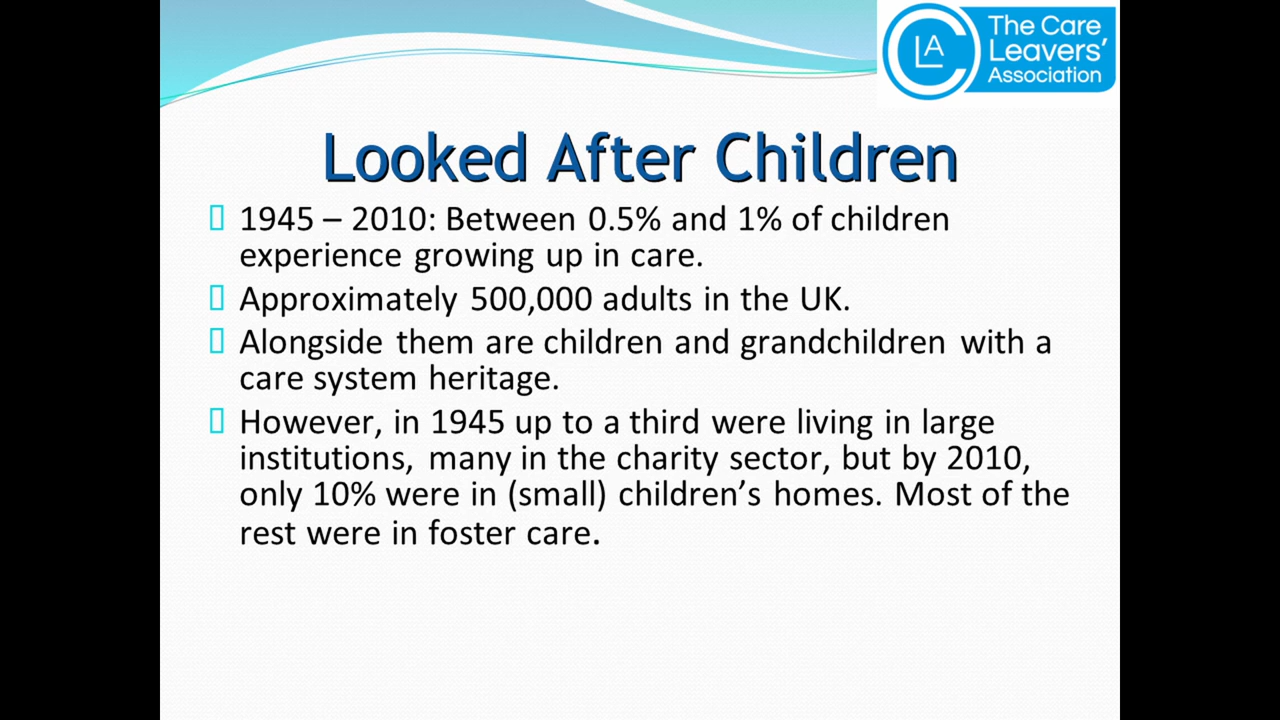 The Care
Leavers'
Association
CLA
Looked After Children
1945 – 2010: Between 0.5% and 1% of children
experience growing up in care.
Approximately 500,000 adults in the UK.
Alongside them are children and grandchildren with a
care system heritage.
However, in 1945 up to a third were living in large
institutions, many in the charity sector, but by 2010,
only 10% were in (small) children’s homes. Most of the
rest were in foster care.